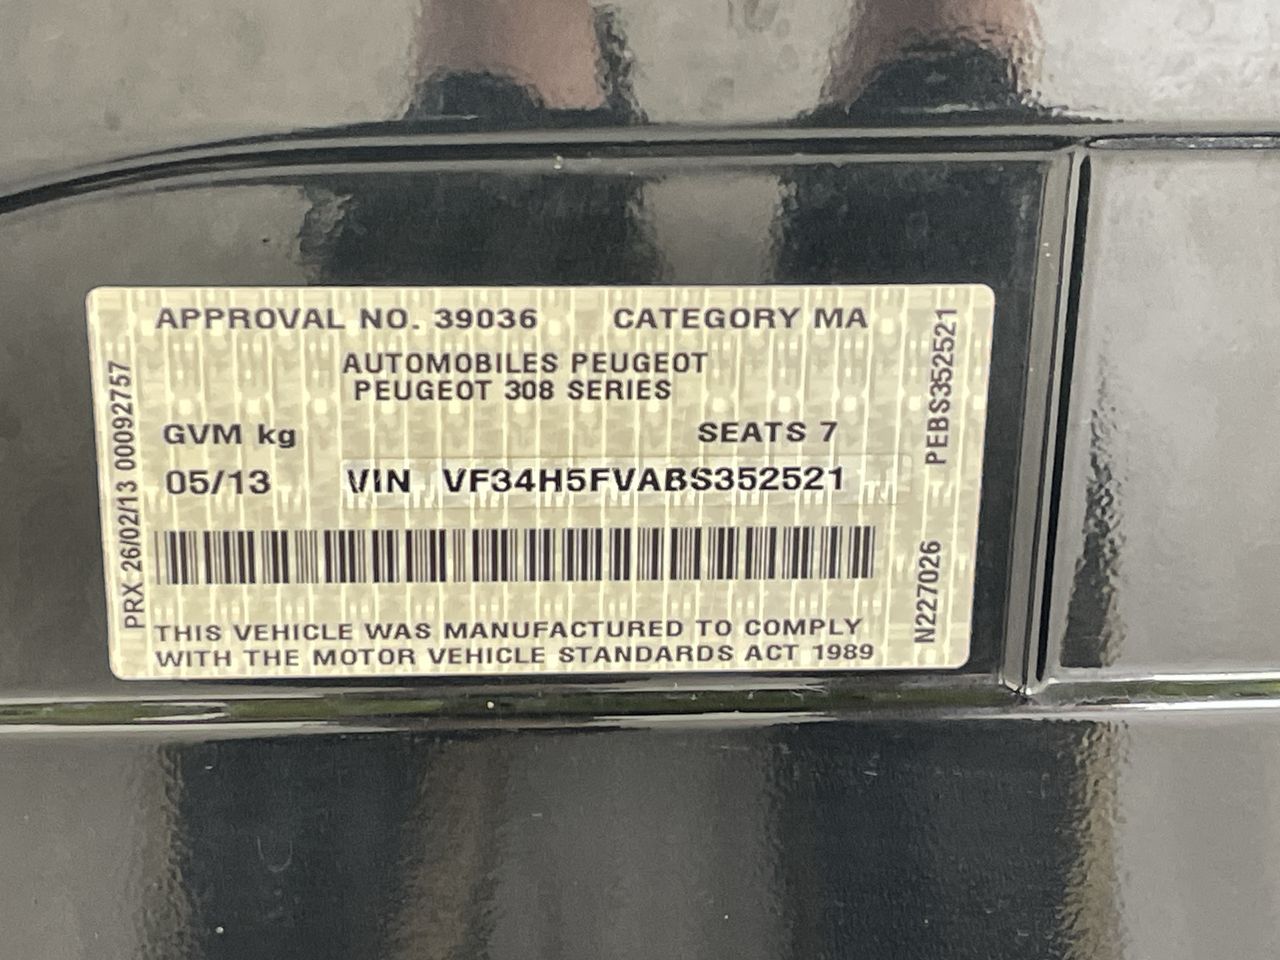 APPROVAL NO. 39036 CATEGORY MA
AUTOMOBILES PEUGEOT
PEUGEOT 308 SERIES
GVM kg SEATS 7
05/13 VIN VF34H5FVABS352521
THIS VEHICLE WAS MANUFACTURED TO COMPLY
WITH THE MOTOR VEHICLE STANDARDS ACT 1989
PRX 26/02/13 00092757
N227026 PEBS352521